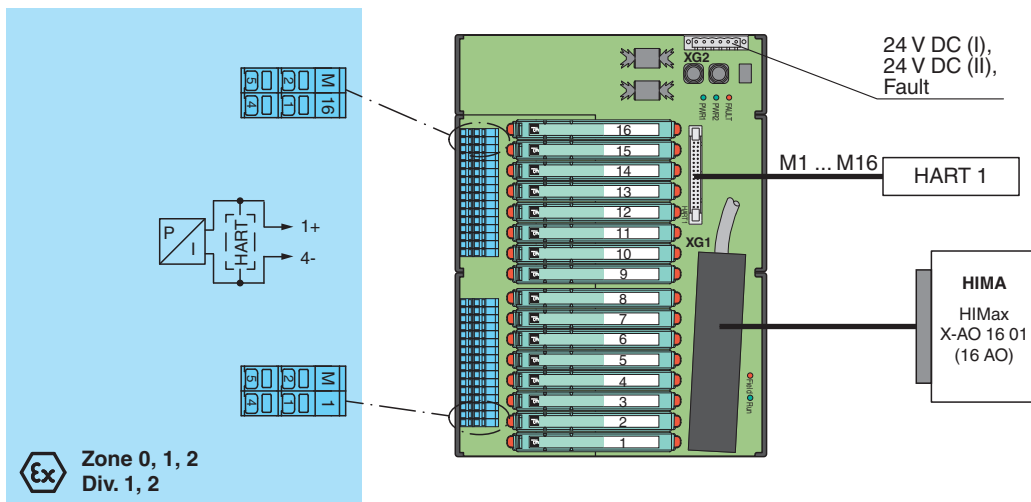 5 2 M
4 1 16
P
I
HART
1+
4-
5 2 M
4 1 1
Ex
Zone 0, 1, 2
Div. 1, 2
XG2
PWR1
PWR2
FAULT
16
15
14
13
12
11
10
9
8
7
6
5
4
3
2
1
XG1
Field
Run
24 V DC (I),
24 V DC (II),
Fault
M1 ... M16
HART 1
HIMA
HIMax
X-AO 16 01
(16 AO)